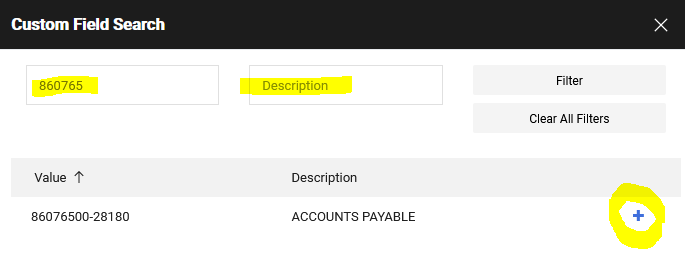 Custom Field Search
860765 Description Filter
Clear All Filters
Value ↑ Description
86076500-28180 ACCOUNTS PAYABLE +